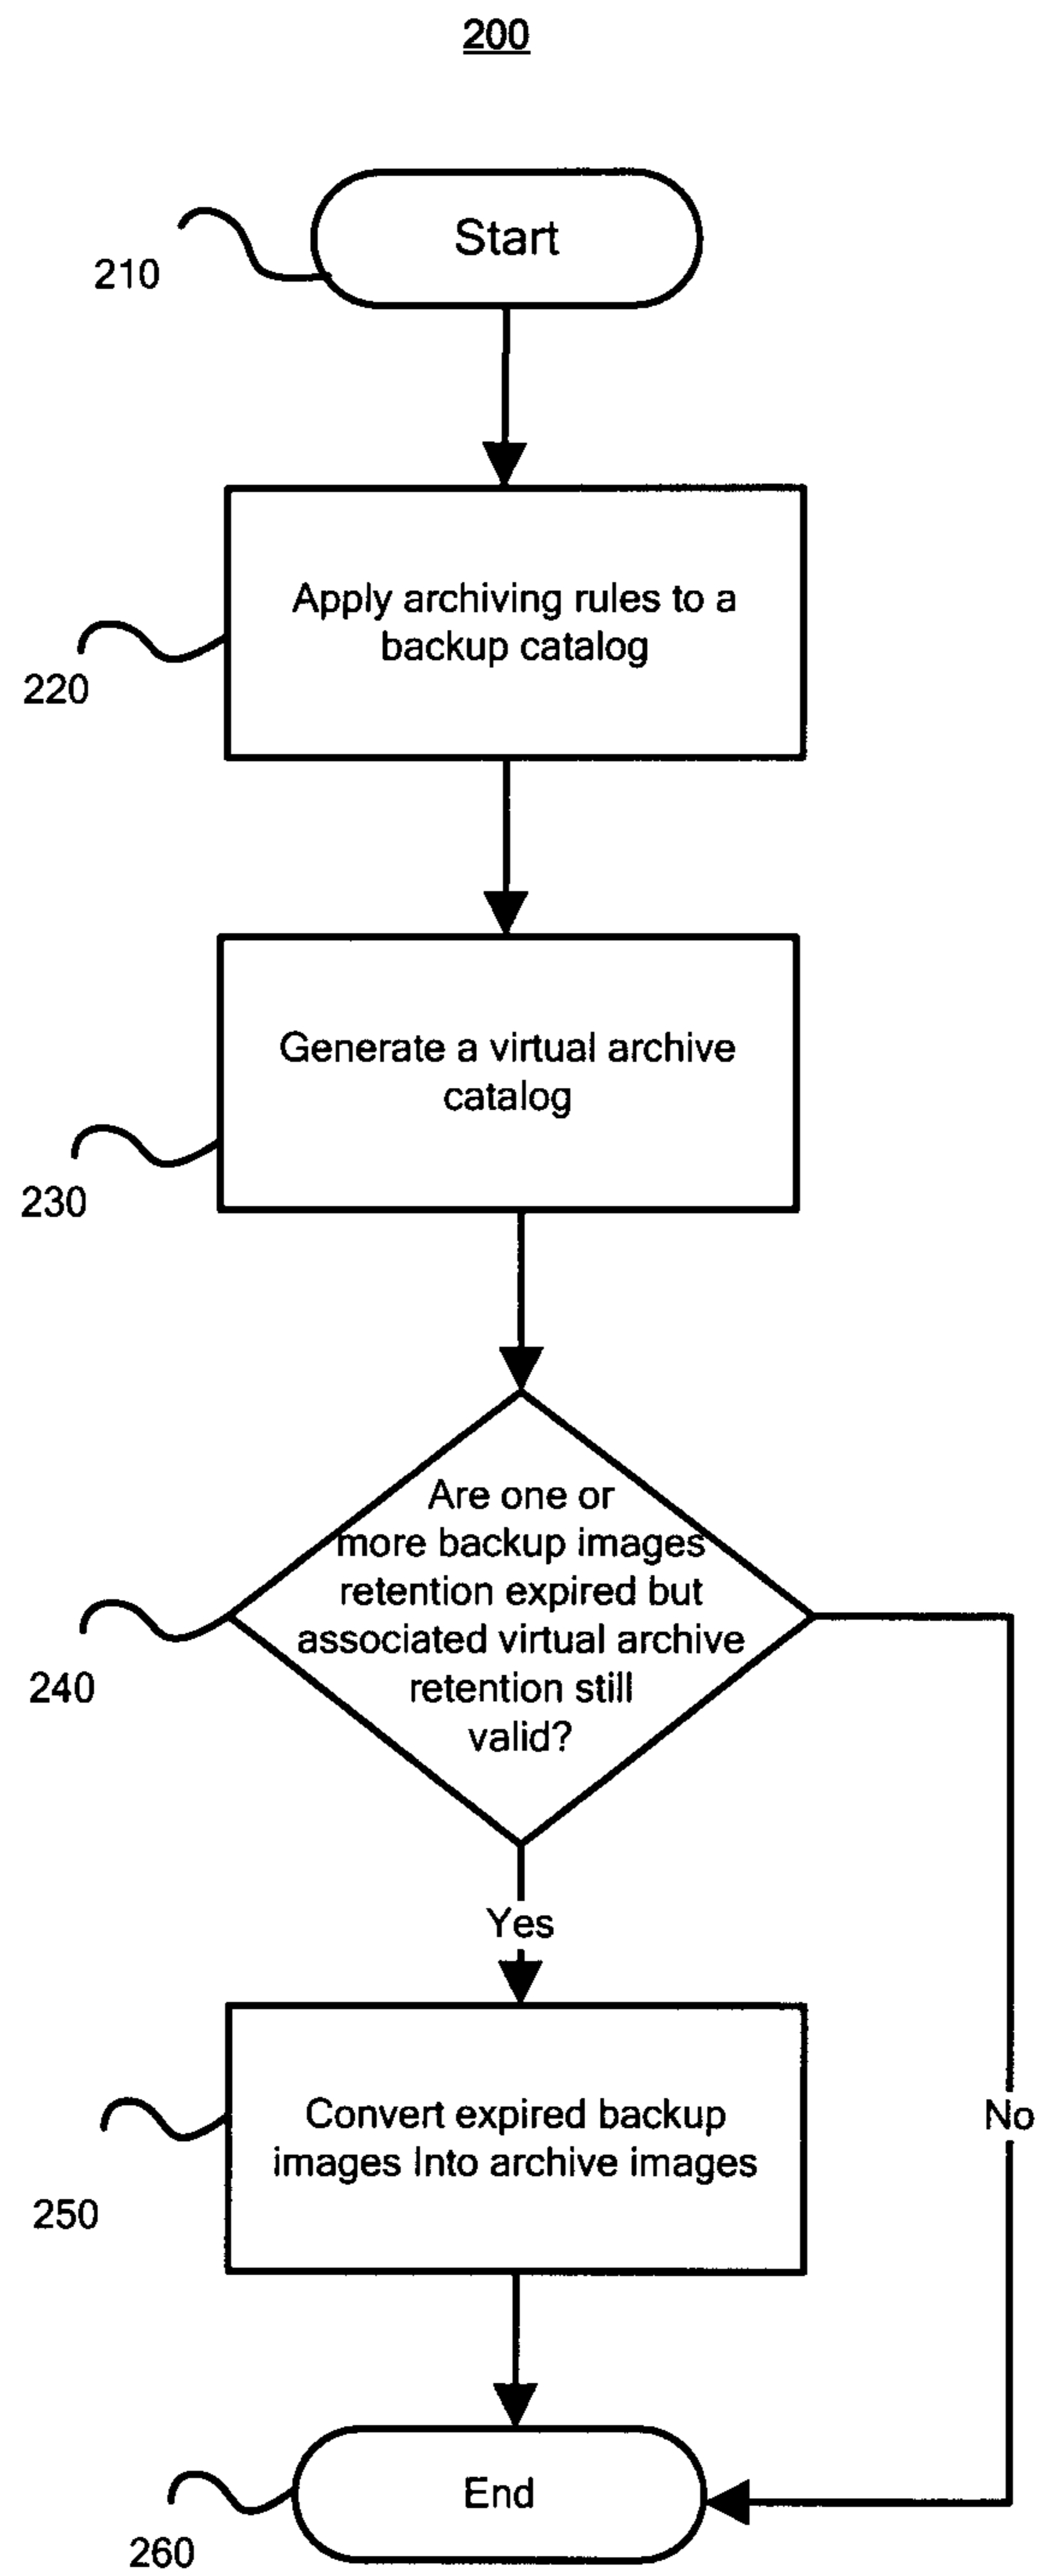 200
Start
210
Apply archiving rules to a
backup catalog
220
Generate a virtual archive
catalog
230
Are one or
more backup images
retention expired but
associated virtual archive
retention still
valid?
240
Yes
No
Convert expired backup
images Into archive images
250
End
260